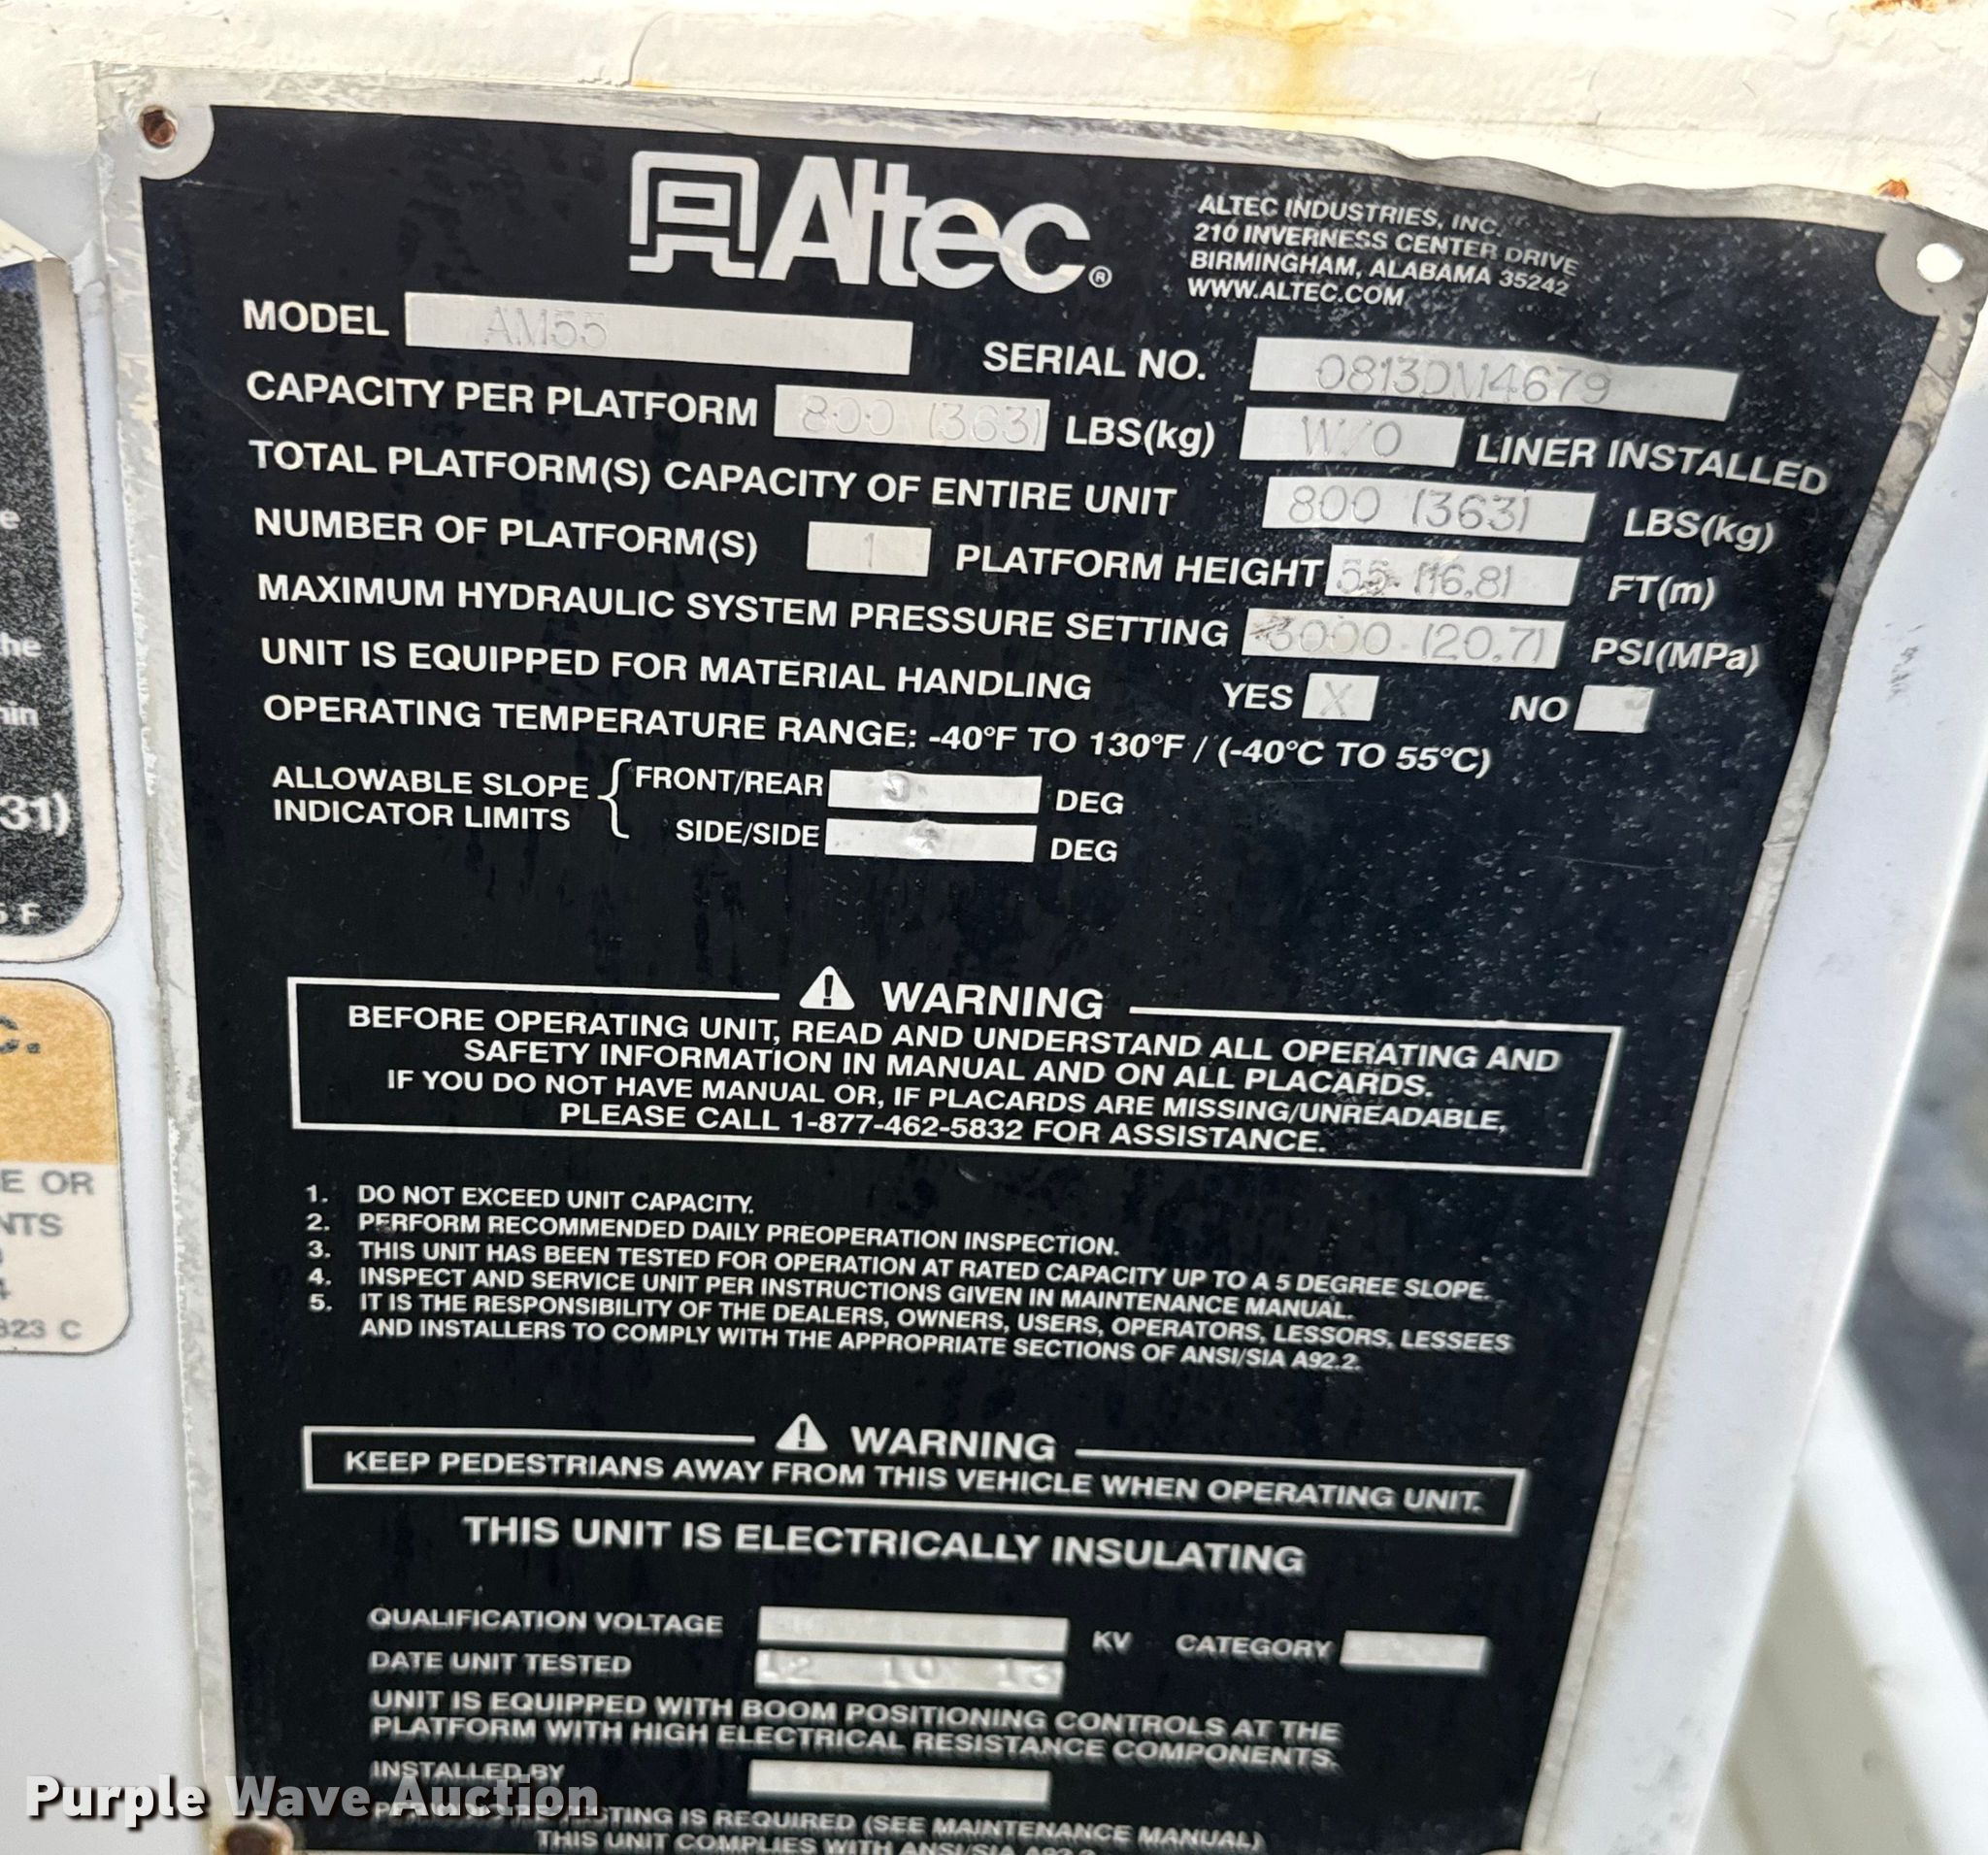 Altec®
ALTEC INDUSTRIES, INC.
210 INVERNESS CENTER DRIVE
BIRMINGHAM, ALABAMA 35242
WWW.ALTEC.COM
MODEL AM55
SERIAL NO. 0813DM4679
CAPACITY PER PLATFORM 800 (363) LBS(kg) W/O LINER INSTALLED
TOTAL PLATFORM(S) CAPACITY OF ENTIRE UNIT 800 (363) LBS(kg)
NUMBER OF PLATFORM(S) 1 PLATFORM HEIGHT 55 (16.8) FT(m)
MAXIMUM HYDRAULIC SYSTEM PRESSURE SETTING 3000 (20.7) PSI(MPa)
UNIT IS EQUIPPED FOR MATERIAL HANDLING YES X NO
OPERATING TEMPERATURE RANGE: -40°F TO 130°F / (-40°C TO 55°C)
ALLOWABLE SLOPE INDICATOR LIMITS
FRONT/REAR DEG
SIDE/SIDE DEG
WARNING
BEFORE OPERATING UNIT, READ AND UNDERSTAND ALL OPERATING AND
SAFETY INFORMATION IN MANUAL AND ON ALL PLACARDS.
IF YOU DO NOT HAVE MANUAL OR, IF PLACARDS ARE MISSING/UNREADABLE,
PLEASE CALL 1-877-462-5832 FOR ASSISTANCE.
1. DO NOT EXCEED UNIT CAPACITY.
2. PERFORM RECOMMENDED DAILY PREOPERATION INSPECTION.
3. THIS UNIT HAS BEEN TESTED FOR OPERATION AT RATED CAPACITY UP TO A 5 DEGREE SLOPE.
4. INSPECT AND SERVICE UNIT PER INSTRUCTIONS GIVEN IN MAINTENANCE MANUAL.
5. IT IS THE RESPONSIBILITY OF THE DEALERS, OWNERS, USERS, OPERATORS, LESSORS, LESSEES
AND INSTALLERS TO COMPLY WITH THE APPROPRIATE SECTIONS OF ANSI/SIA A92.2.
WARNING
KEEP PEDESTRIANS AWAY FROM THIS VEHICLE WHEN OPERATING UNIT.
THIS UNIT IS ELECTRICALLY INSULATING
QUALIFICATION VOLTAGE KV CATEGORY
DATE UNIT TESTED 12 10 13
UNIT IS EQUIPPED WITH BOOM POSITIONING CONTROLS AT THE
PLATFORM WITH HIGH ELECTRICAL RESISTANCE COMPONENTS.
INSTALLED BY
TING IS REQUIRED (SEE MAINTENANCE MANUAL)
THIS UNIT COMPLIES WITH ANSI/SIA A92.2
Purple Wave Auction
e
he
in
31)
F
C.
E OR
NTS
323 C